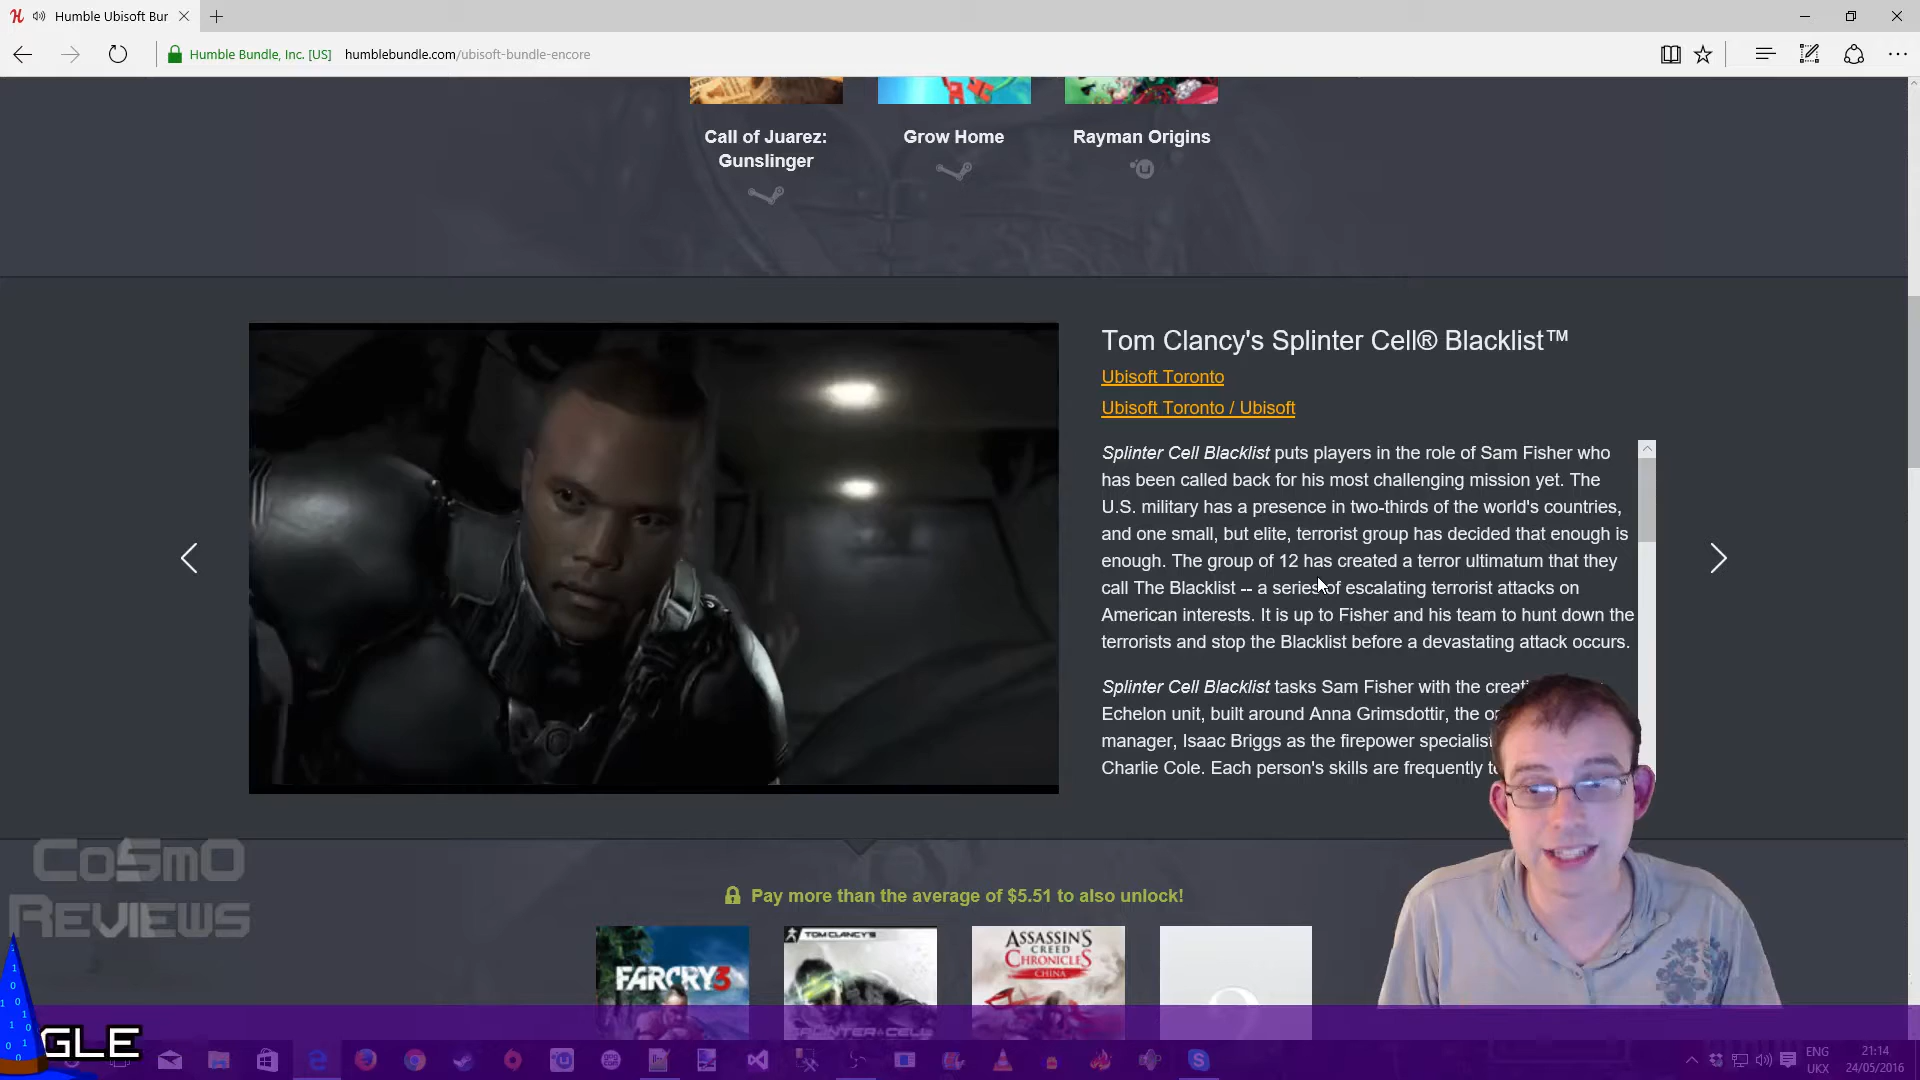 Humble Ubisoft Bur
Humble Bundle, Inc. [US] humblebundle.com/ubisoft-bundle-encore
Call of Juarez:
Gunslinger
Grow Home
Rayman Origins
Tom Clancy's Splinter Cell® Blacklist™
Ubisoft Toronto
Ubisoft Toronto / Ubisoft
Splinter Cell Blacklist puts players in the role of Sam Fisher who
has been called back for his most challenging mission yet. The
U.S. military has a presence in two-thirds of the world's countries,
and one small, but elite, terrorist group has decided that enough is
enough. The group of 12 has created a terror ultimatum that they
call The Blacklist -- a series of escalating terrorist attacks on
American interests. It is up to Fisher and his team to hunt down the
terrorists and stop the Blacklist before a devastating attack occurs.
Splinter Cell Blacklist tasks Sam Fisher with the creati
Echelon unit, built around Anna Grimsdottir, the o
manager, Isaac Briggs as the firepower specialist
Charlie Cole. Each person's skills are frequently t
CoSmO
Reviews
Pay more than the average of $5.51 to also unlock!
FARCRY3
TOM CLANCY'S
SPLINTER CELL
ASSASSIN'S
CREED
CHRONICLES
CHINA
?
GLE
ENG
UKX
21:14
24/05/2016